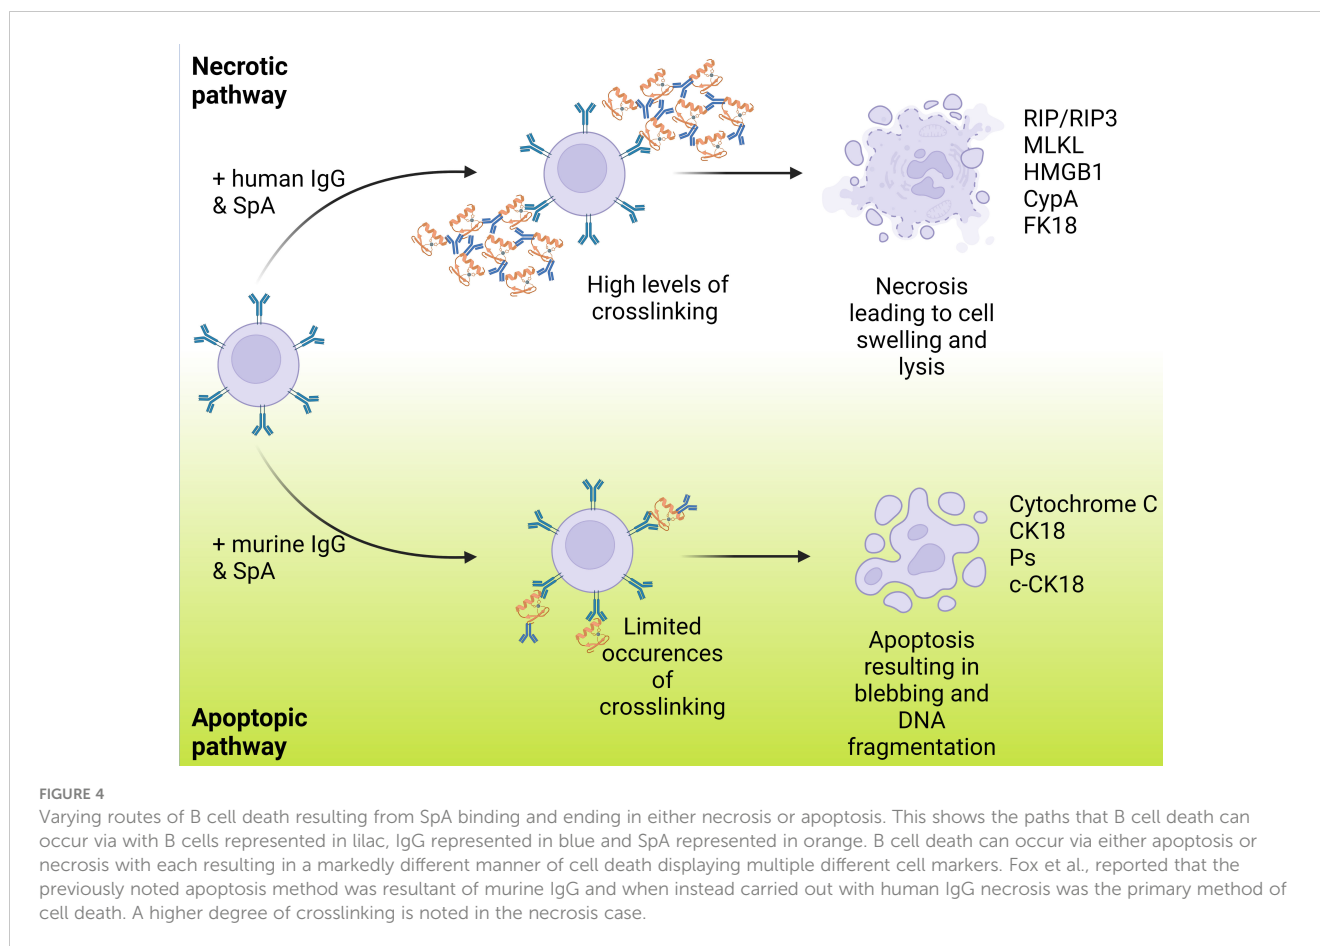 Necrotic
pathway
+ human IgG
& SpA
High levels of
crosslinking
RIP/RIP3
MLKL
HMGB1
CypA
FK18
Necrosis
leading to cell
swelling and
lysis
+ murine IgG
& SpA
Limited
occurences
of
crosslinking
Cytochrome C
CK18
Ps
c-CK18
Apoptosis
resulting in
blebbing and
DNA
fragmentation
Apoptopic
pathway
FIGURE 4
Varying routes of B cell death resulting from SpA binding and ending in either necrosis or apoptosis. This shows the paths that B cell death can
occur via with B cells represented in lilac, IgG represented in blue and SpA represented in orange. B cell death can occur via either apoptosis or
necrosis with each resulting in a markedly different manner of cell death displaying multiple different cell markers. Fox et al., reported that the
previously noted apoptosis method was resultant of murine IgG and when instead carried out with human IgG necrosis was the primary method of
cell death. A higher degree of crosslinking is noted in the necrosis case.